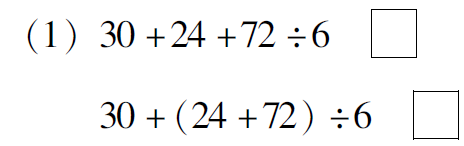 (1) 30 + 24 + 72 ÷ 6 □
30 + (24 + 72) ÷ 6 □